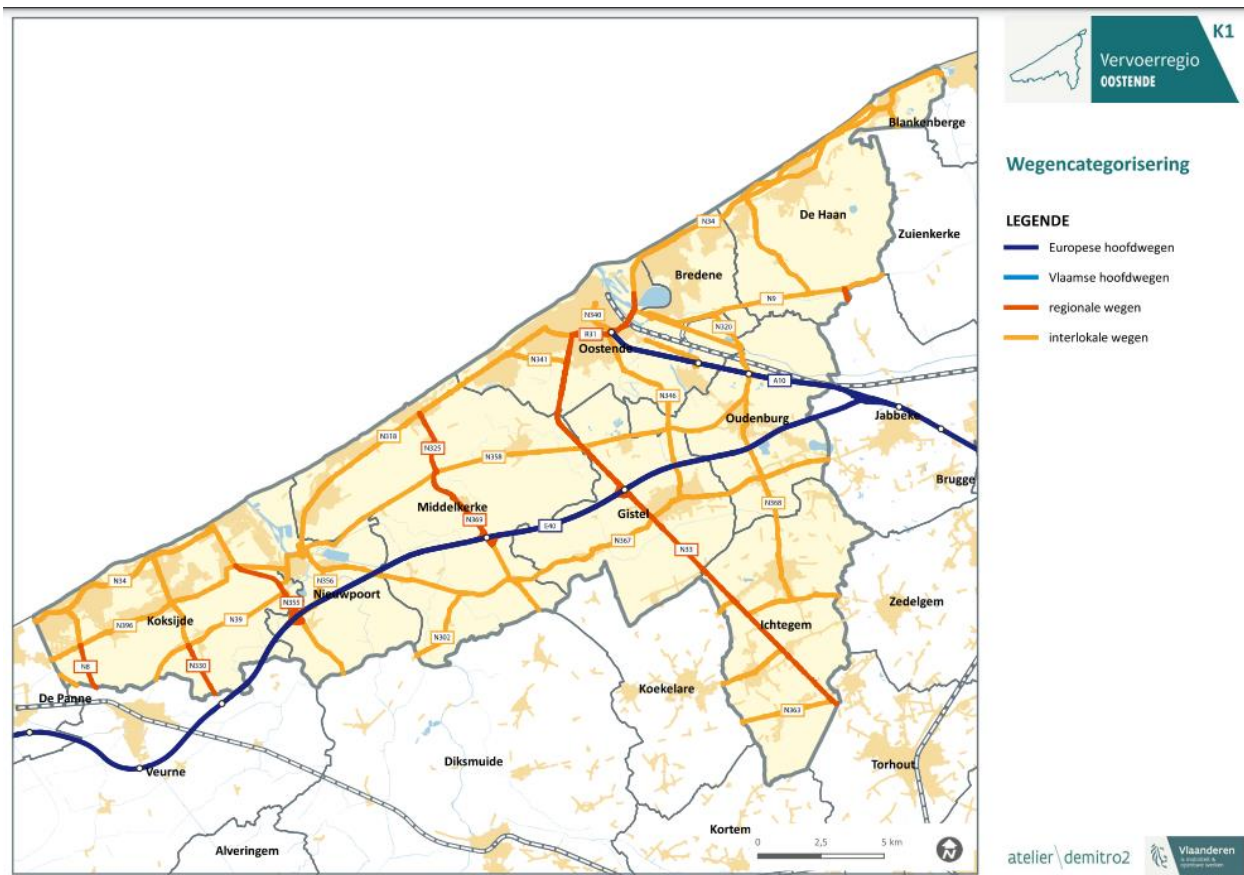 K1
Vervoerregio
OOSTENDE
Wegencategorisering
LEGENDE
Europese hoofdwegen
Vlaamse hoofdwegen
regionale wegen
interlokale wegen
Blankenberge
De Haan
Zuienkerke
N34
Bredene
N9
N340
N320
R31
Oostende
N341
A10
N346
Oudenburg
Jabbeke
N318
N325
N358
Brugge
Middelkerke
N369
Gistel
N368
E40
N367
N33
N34
N356
Nieuwpoort
N355
Koksijde
N39
N396
Zedelgem
Ichtegem
N302
N8
N330
De Panne
Koekelare
N363
Veurne
Diksmuide
Torhout
Kortem
Alveringem
0 2,5 5 km
N
atelier\demitro2
Vlaanderen